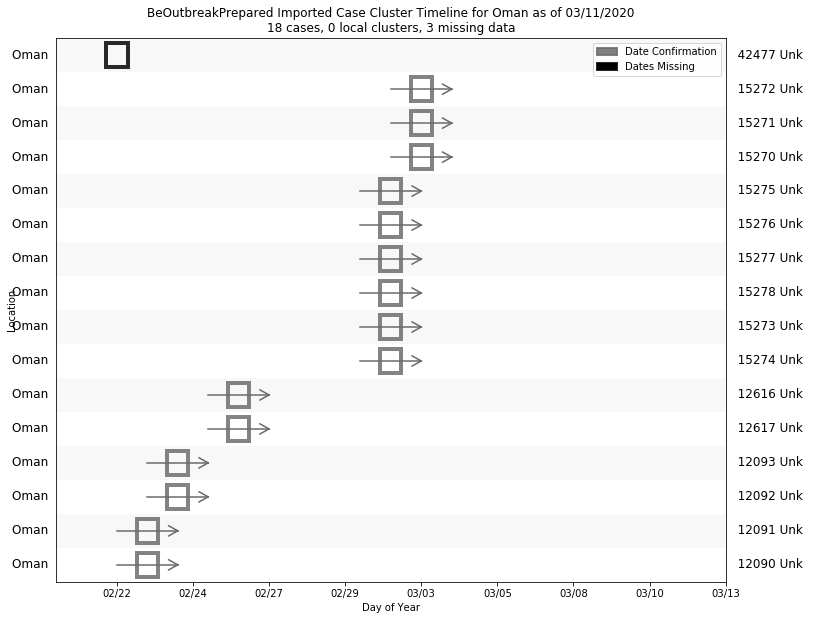 BeOutbreakPrepared Imported Case Cluster Timeline for Oman as of 03/11/2020
18 cases, 0 local clusters, 3 missing data
Date Confirmation
Dates Missing
Oman 42477 Unk
Oman 15272 Unk
Oman 15271 Unk
Oman 15270 Unk
Oman 15275 Unk
Oman 15276 Unk
Oman 15277 Unk
Oman 15278 Unk
Oman 15273 Unk
Oman 15274 Unk
Oman 12616 Unk
Oman 12617 Unk
Oman 12093 Unk
Oman 12092 Unk
Oman 12091 Unk
Oman 12090 Unk
Location
02/22 02/24 02/27 02/29 03/03 03/05 03/08 03/10 03/13
Day of Year